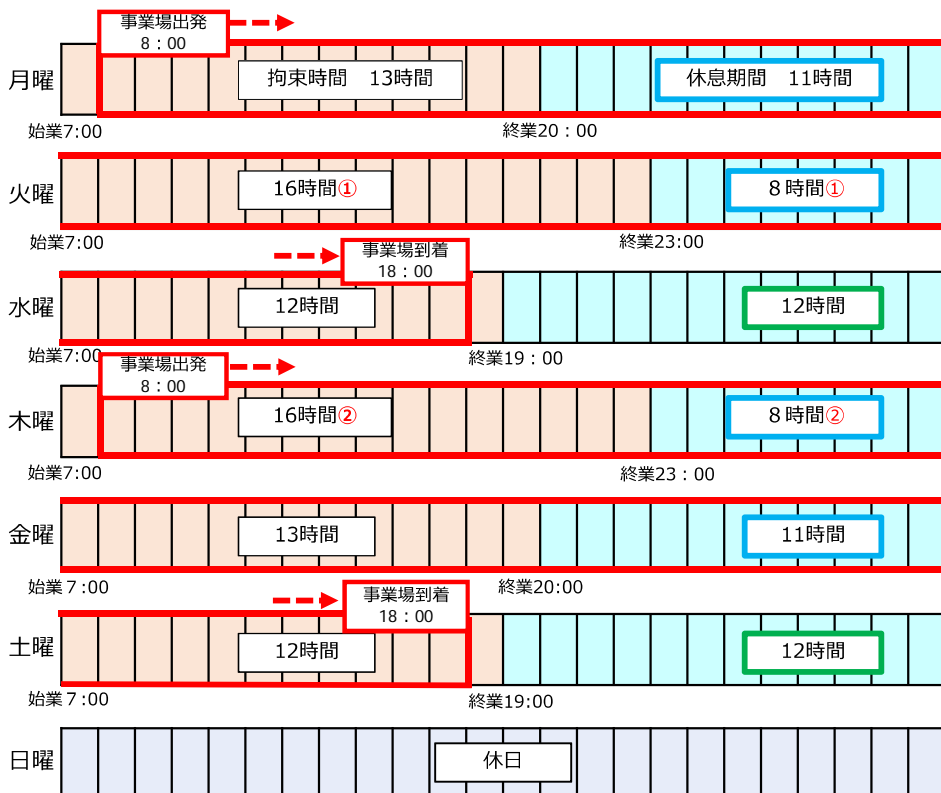 事業場出発
8：00
月曜
拘束時間　13時間
休息期間　11時間
始業7:00
終業20：00
火曜
16時間①
８時間①
始業7:00
終業23:00
事業場到着
18：00
水曜
12時間
12時間
始業7:00
終業19：00
事業場出発
8：00
木曜
16時間②
８時間②
始業7:00
終業23：00
金曜
13時間
11時間
始業７:00
終業20:00
事業場到着
18：00
土曜
12時間
12時間
始業７:00
終業19:00
日曜
休日